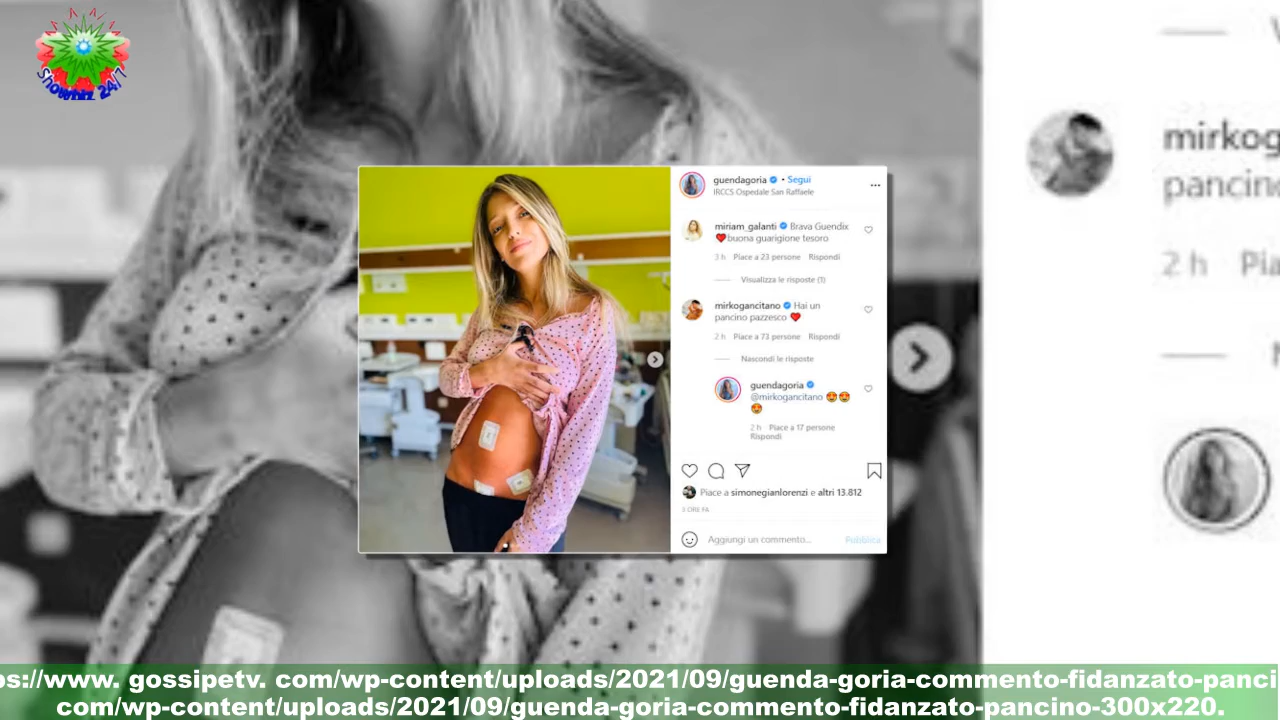 Showbiz 24/7
guendagoria • Segui
IRCCS Ospedale San Raffaele
miriam_galanti Brava Guendix
❤️buona guarigione tesoro
3 h Piace a 23 persone Rispondi
Visualizza le risposte (1)
mirkogancitano Hai un
pancino pazzesco ❤️
2 h Piace a 73 persone Rispondi
Nascondi le risposte
guendagoria
@mirkogancitano 😍😍
😍
2 h Piace a 17 persone
Rispondi
Piace a simonegianlorenzi e altri 13.812
3 ORE FA
Aggiungi un commento...
Pubblica
mirkog
pancino
2 h Pia
ps://www. gossipetv. com/wp-content/uploads/2021/09/guenda-goria-commento-fidanzato-panci
com/wp-content/uploads/2021/09/guenda-goria-commento-fidanzato-pancino-300x220.